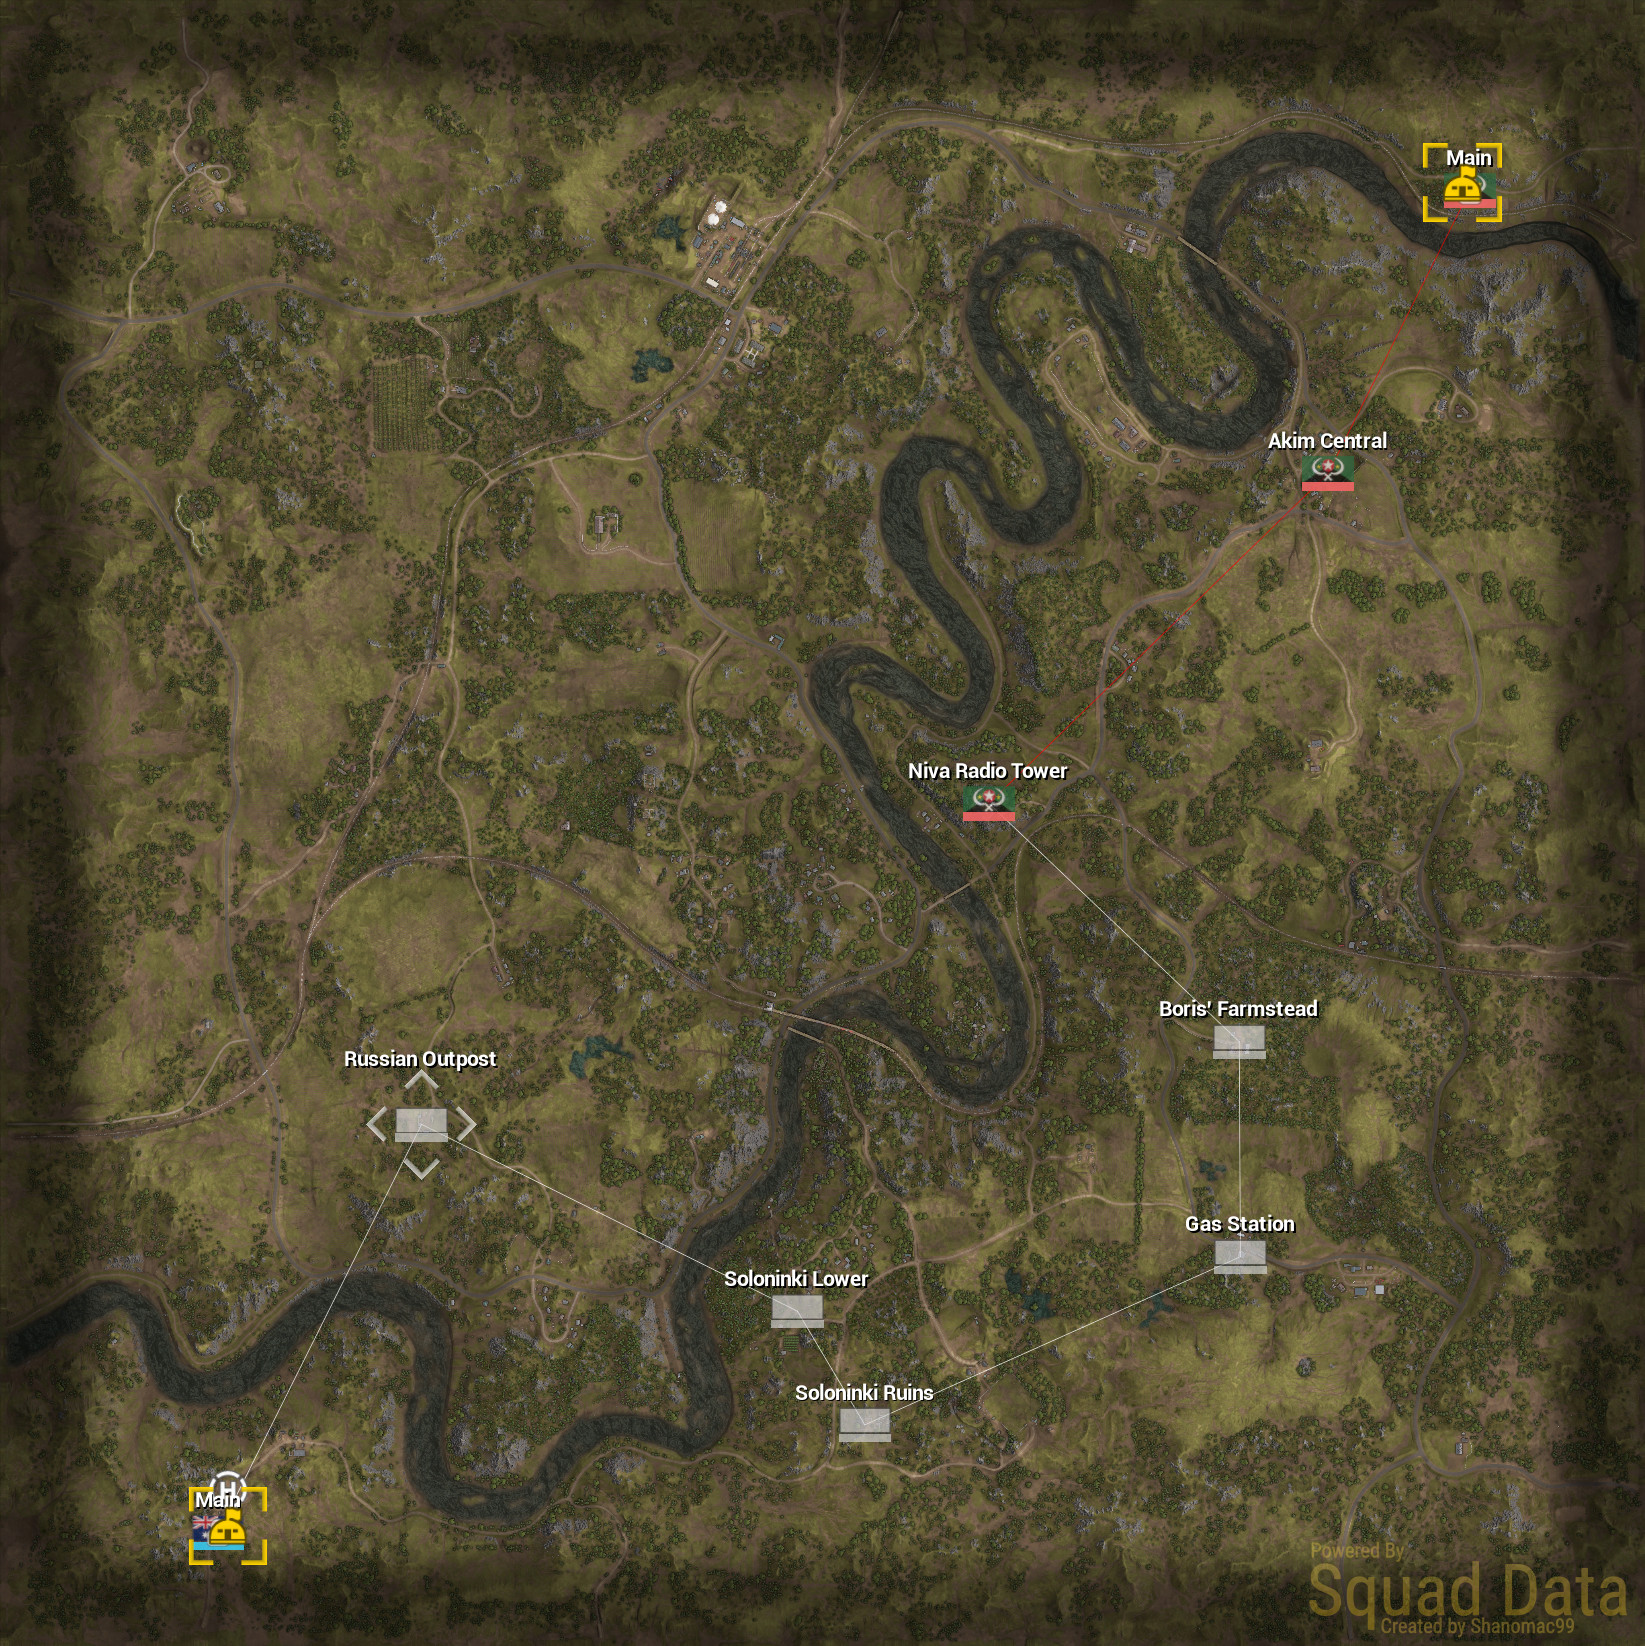 Main
Akim Central
Niva Radio Tower
Boris' Farmstead
Russian Outpost
Gas Station
Soloninki Lower
Soloninki Ruins
H
Main
Powered By
Squad Data
Created by Shanomac99